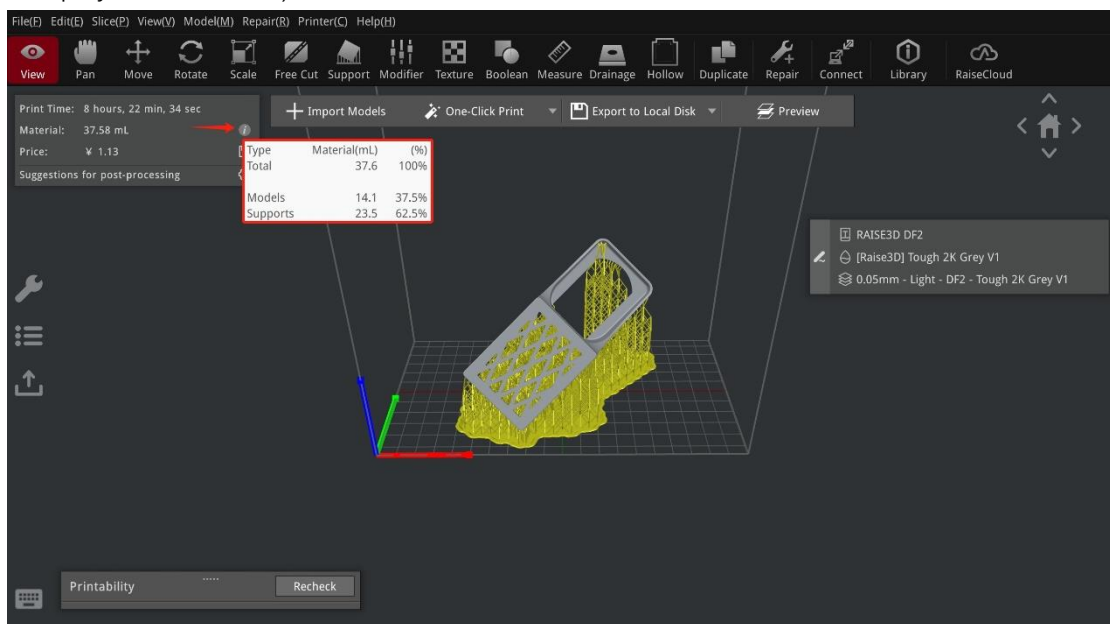 File(F) Edit(E) Slice(P) View(V) Model(M) Repair(R) Printer(C) Help(H)
View Pan Move Rotate Scale Free Cut Support Modifier Texture Boolean Measure Drainage Hollow Duplicate Repair Connect Library RaiseCloud
Print Time: 8 hours, 22 min, 34 sec
Material: 37.58 mL
Price: ¥ 1.13
Suggestions for post-processing
Import Models One-Click Print Export to Local Disk Preview
Type Material(mL) (%)
Total 37.6 100%
Models 14.1 37.5%
Supports 23.5 62.5%
RAISE3D DF2
[Raise3D] Tough 2K Grey V1
0.05mm - Light - DF2 - Tough 2K Grey V1
Printability Recheck